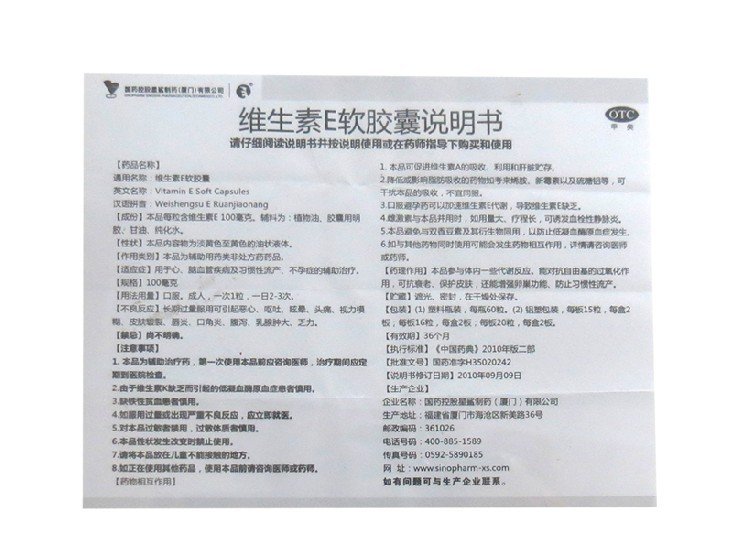 国药控股星鲨制药(厦门)有限公司
维生素E软胶囊说明书
OTC
甲类
请仔细阅读说明书并按说明使用或在药师指导下购买和使用
【药品名称】
通用名称：维生素E软胶囊
英文名称：Vitamin E Soft Capsules
汉语拼音：Weishengsu E Ruanjiaonang
【成份】本品每粒含维生素E 100毫克。辅料为：植物油、胶囊用明
胶、甘油、纯化水。
【性状】本品内容物为淡黄色至黄色的油状液体。
【作用类别】本品为辅助用药类非处方药药品。
【适应症】用于心、脑血管疾病及习惯性流产、不孕症的辅助治疗。
【规格】100毫克
【用法用量】口服。成人，一次1粒，一日2-3次。
【不良反应】长期过量服用可引起恶心、呕吐、眩晕、头痛、视力模
糊、皮肤皲裂、唇炎、口角炎、腹泻、乳腺肿大、乏力。
【禁忌】尚不明确。
【注意事项】
1. 本品为辅助治疗药，第一次使用本品前应咨询医师，治疗期间应定
期到医院检查。
2.由于维生素K缺乏而引起的低凝血酶原血症患者慎用。
3.缺铁性贫血患者慎用。
4.如服用过量或出现严重不良反应，应立即就医。
5.对本品过敏者禁用，过敏体质者慎用。
6.本品性状发生改变时禁止使用。
7.请将本品放在儿童不能接触的地方。
8.如正在使用其他药品，使用本品前请咨询医师或药师。
【药物相互作用】
1.本品可促进维生素A的吸收、利用和肝脏贮存。
2.降低或影响脂肪吸收的药物如考来烯胺、新霉素以及硫糖铝等，可
干扰本品的吸收，不宜同服。
3.口服避孕药可以加速维生素E代谢，导致维生素E缺乏。
4.雌激素与本品并用时，如用量大、疗程长，可诱发血栓性静脉炎。
5.本品避免与双香豆素及其衍生物同用，以防止低凝血酶原血症发生。
6.如与其他药物同时使用可能会发生药物相互作用，详情请咨询医师
或药师。
【药理作用】本品参与体内一些代谢反应，能对抗自由基的过氧化作
用，可抗衰老、保护皮肤，还能增强卵巢功能、防止习惯性流产。
【贮藏】遮光，密封，在干燥处保存。
【包装】(1) 塑料瓶装，每瓶60粒。(2) 铝塑包装，每板15粒，每盒2
板；每板16粒，每盒2板；每板20粒，每盒2板。
【有效期】36个月
【执行标准】《中国药典》2010年版二部
【批准文号】国药准字H35020242
【说明书修订日期】2010年09月09日
【生产企业】
企业名称：国药控股星鲨制药（厦门）有限公司
生产地址：福建省厦门市海沧区新美路36号
邮政编码：361026
电话号码：400-885-1589
传真号码：0592-5890185
网 址：www.sinopharm-xs.com
如有问题可与生产企业联系。